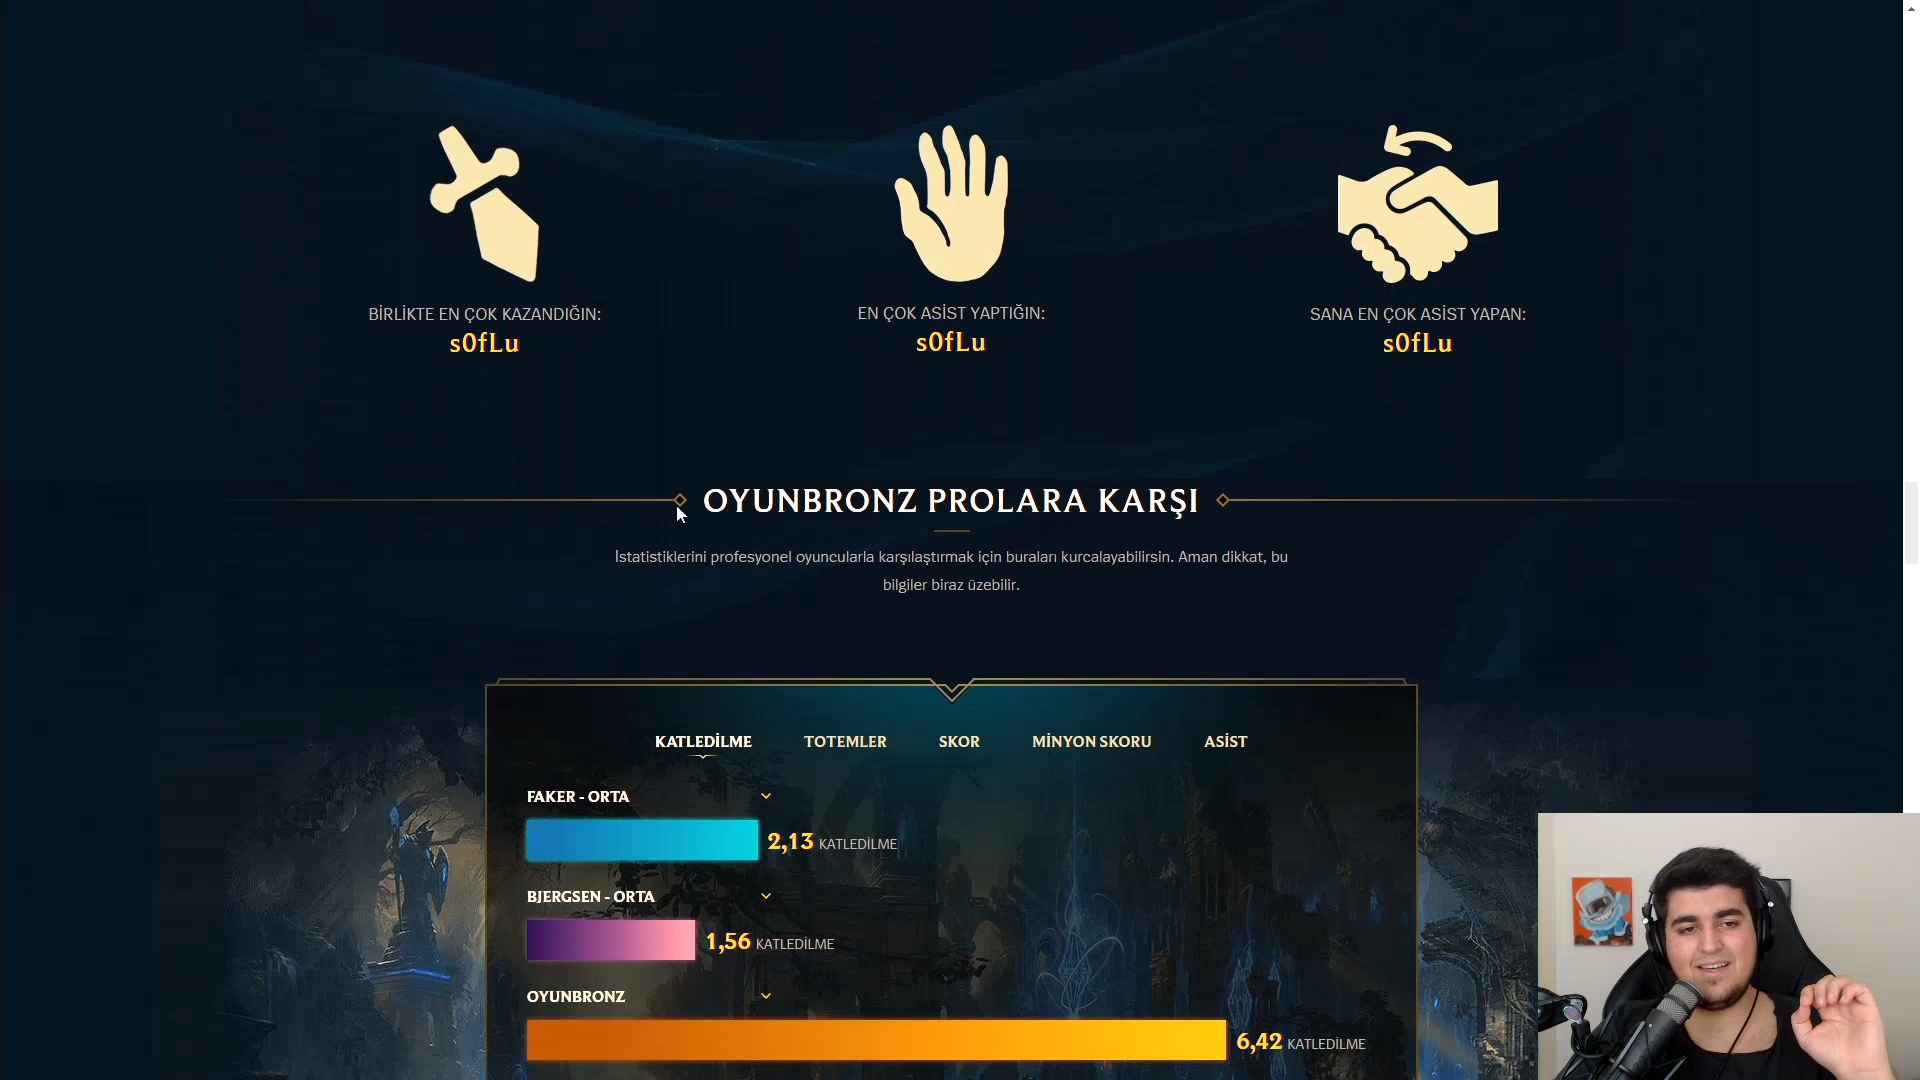 BİRLİKTE EN ÇOK KAZANDIĞIN:
s0fLu
EN ÇOK ASİST YAPTIĞIN:
s0fLu
SANA EN ÇOK ASİST YAPAN:
s0fLu
OYUNBRONZ PROLARA KARŞI
İstatistiklerini profesyonel oyuncularla karşılaştırmak için buraları kurcalayabilirsin. Aman dikkat, bu
bilgiler biraz üzebilir.
KATLEDİLME TOTEMLER SKOR MİNYON SKORU ASİST
FAKER - ORTA
2,13 KATLEDİLME
BJERGSEN - ORTA
1,56 KATLEDİLME
OYUNBRONZ
6,42 KATLEDİLME